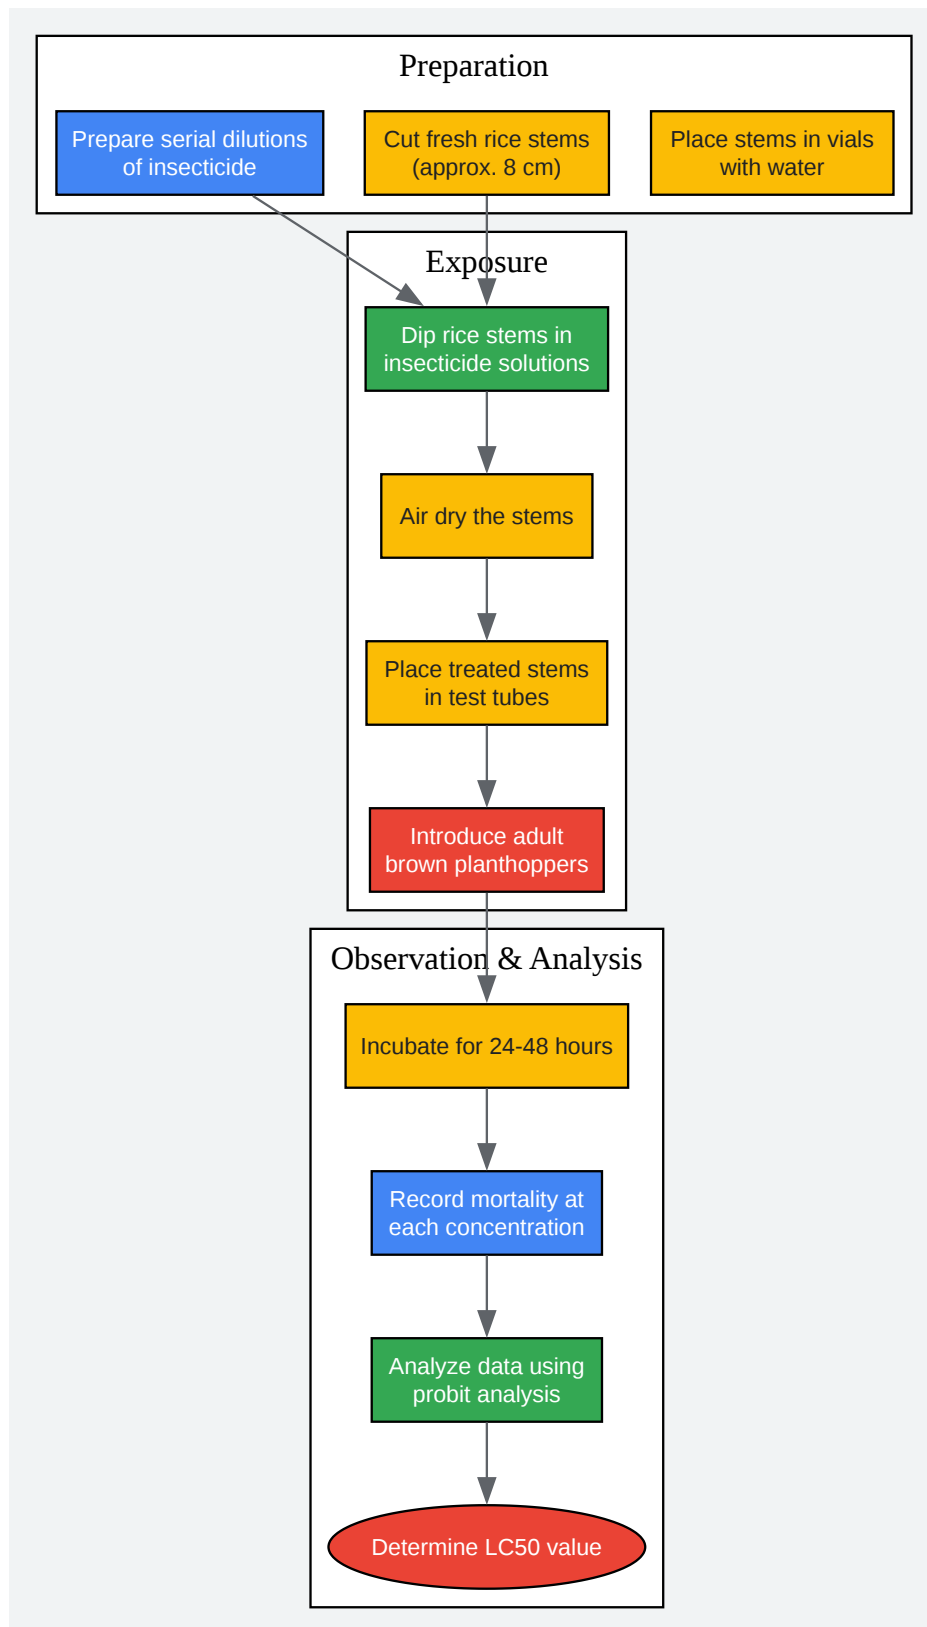 Preparation
Prepare serial dilutions
of insecticide
Cut fresh rice stems
(approx. 8 cm)
Place stems in vials
with water
Exposure
Dip rice stems in
insecticide solutions
Air dry the stems
Place treated stems
in test tubes
Introduce adult
brown planthoppers
Observation & Analysis
Incubate for 24-48 hours
Record mortality at
each concentration
Analyze data using
probit analysis
Determine LC50 value